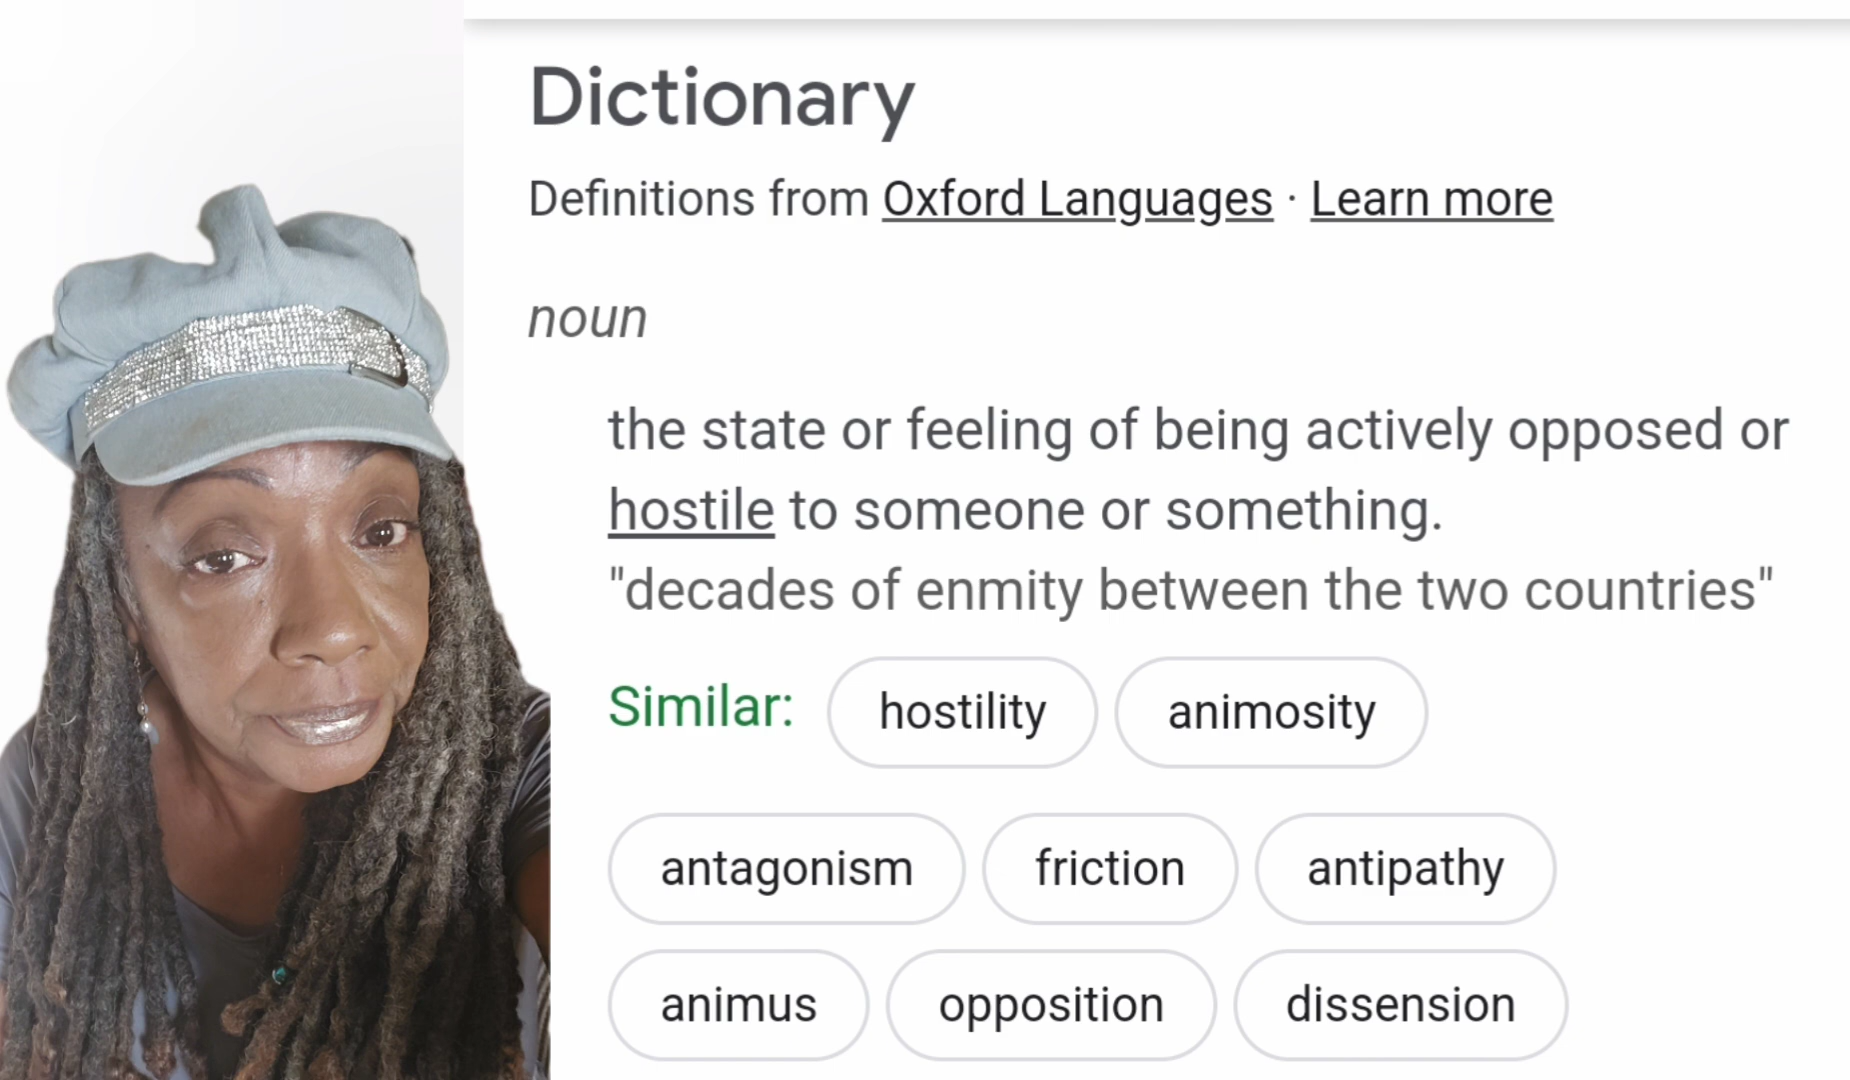 Dictionary
Definitions from Oxford Languages · Learn more
noun
the state or feeling of being actively opposed or
hostile to someone or something.
"decades of enmity between the two countries"
Similar: hostility animosity
antagonism friction antipathy
animus opposition dissension